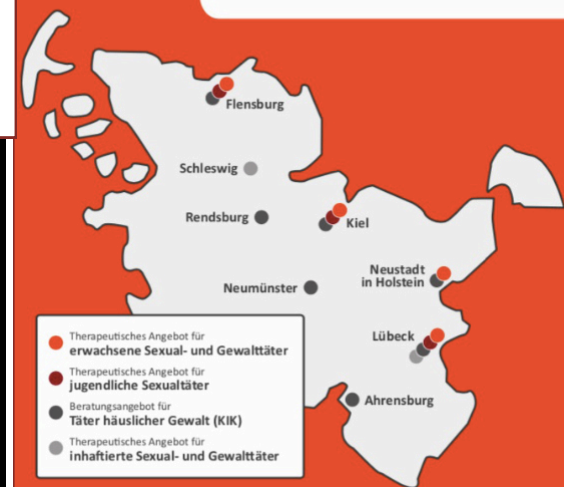 Flensburg
Schleswig
Rendsburg
Kiel
Neustadt
in Holstein
Neumünster
Lübeck
Ahrensburg
Therapeutisches Angebot für
erwachsene Sexual- und Gewalttäter
Therapeutisches Angebot für
jugendliche Sexualtäter
Beratungsangebot für
Täter häuslicher Gewalt (KIK)
Therapeutisches Angebot für
inhaftierte Sexual- und Gewalttäter